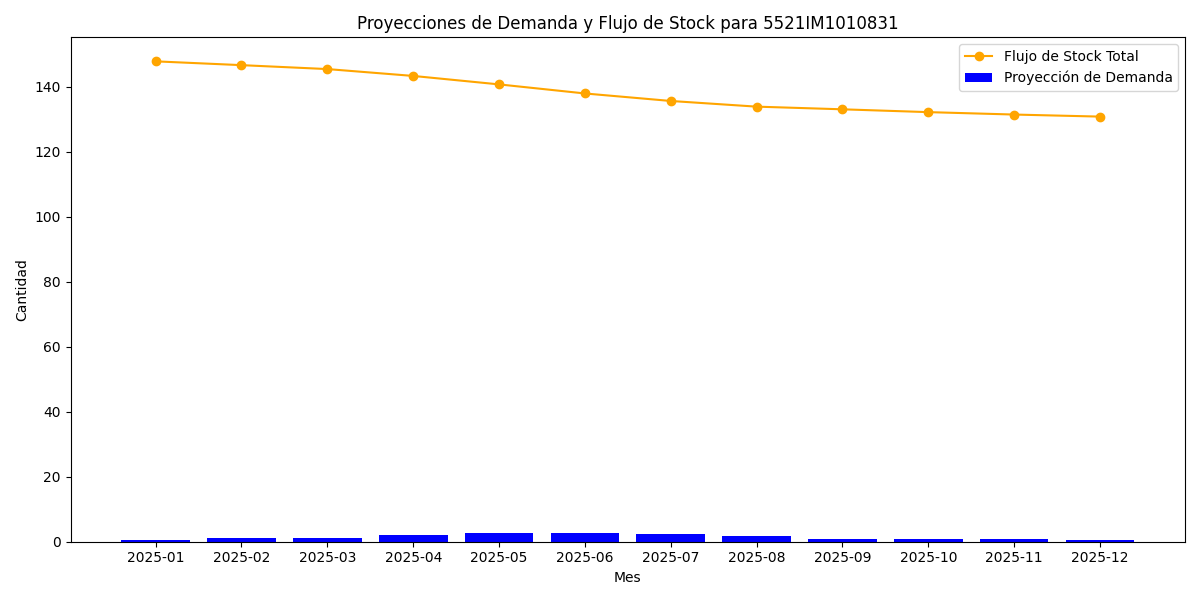 Proyecciones de Demanda y Flujo de Stock para 5521IM1010831
Flujo de Stock Total
Proyección de Demanda
Cantidad
140
120
100
80
60
40
20
0
2025-01 2025-02 2025-03 2025-04 2025-05 2025-06 2025-07 2025-08 2025-09 2025-10 2025-11 2025-12
Mes